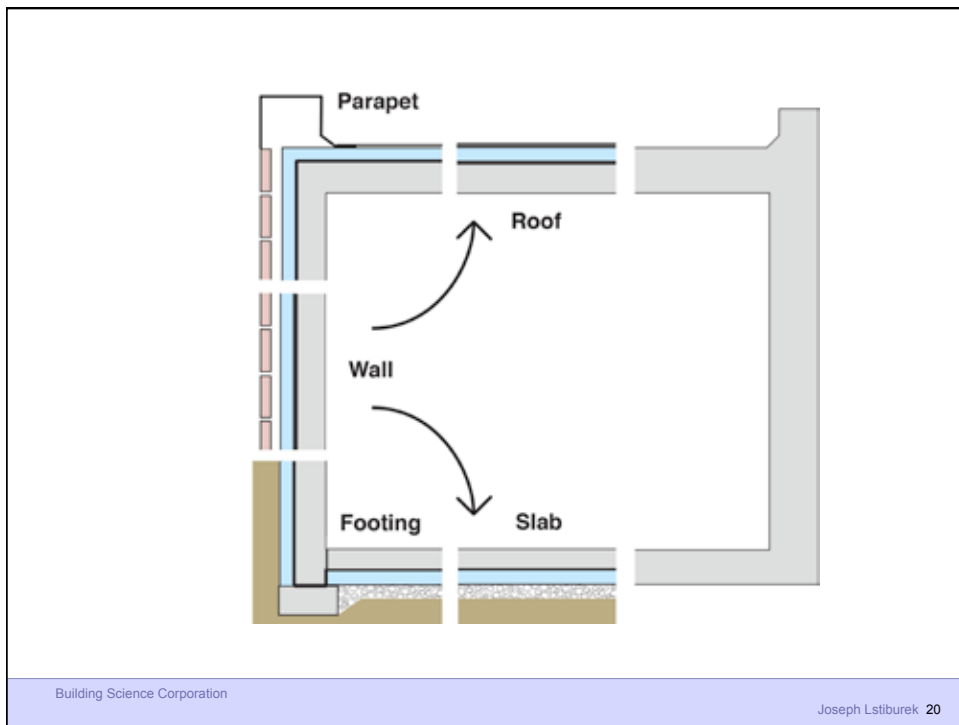 Parapet
Roof
Wall
Footing
Slab
Building Science Corporation
Joseph Lstiburek 20